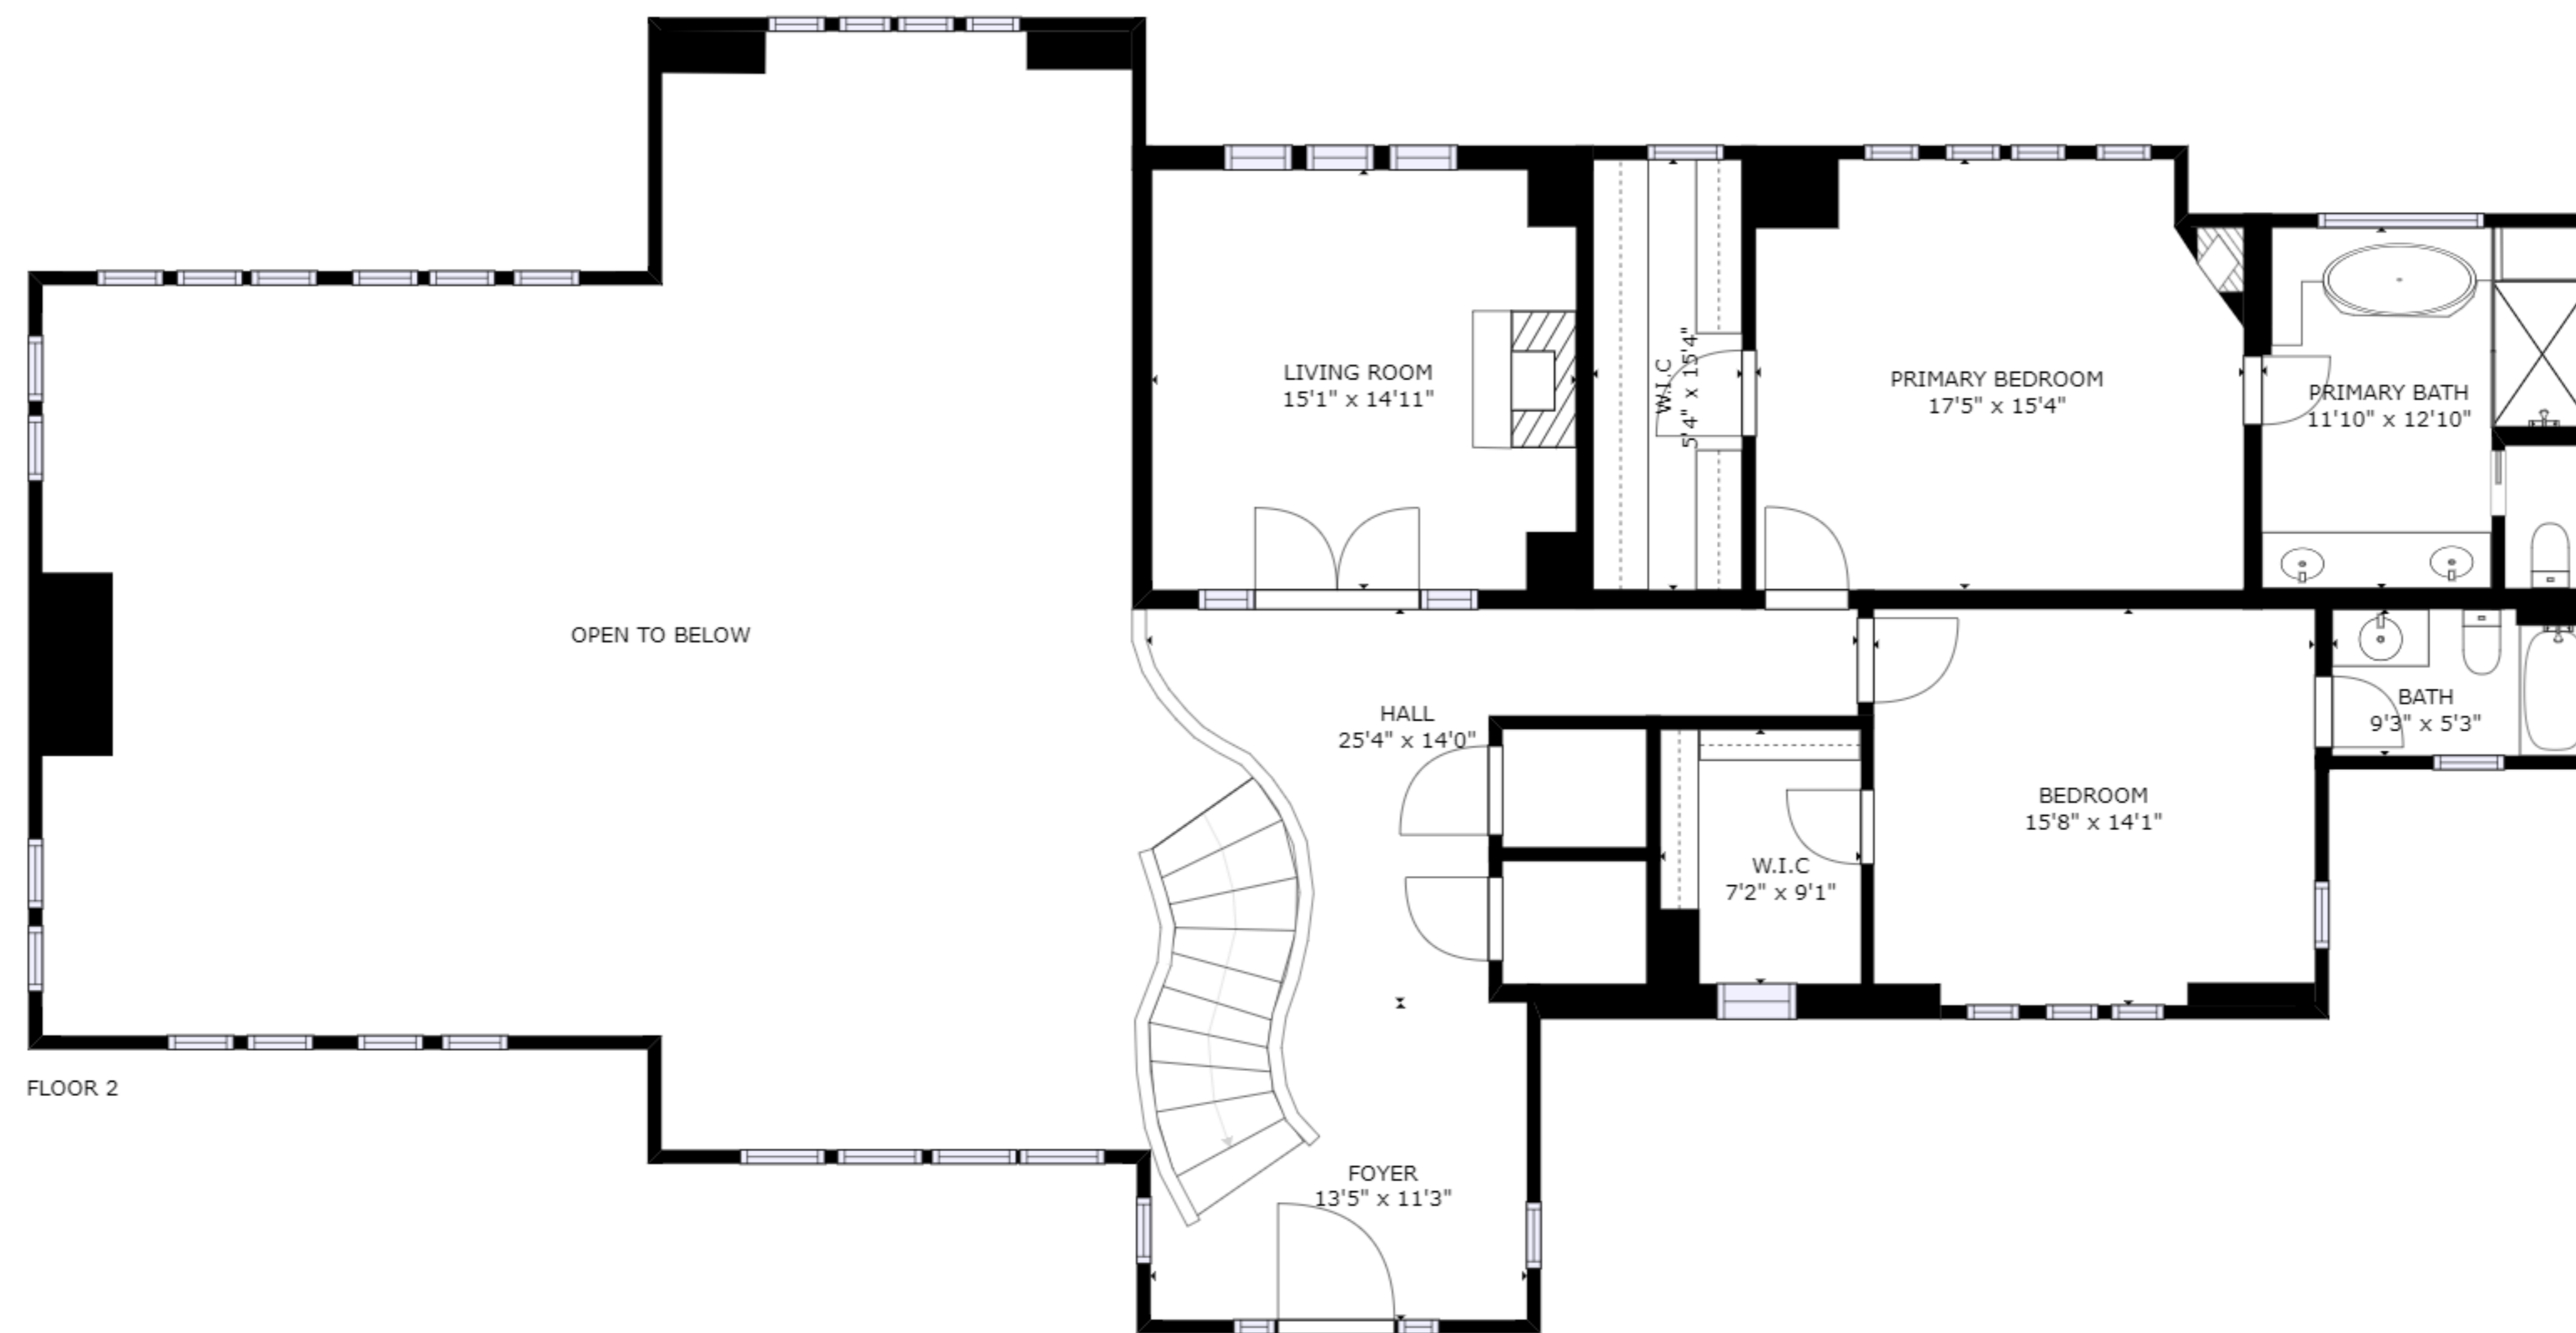 LIVING ROOM
15'1" x 14'11"
W.I.C
5'4" x 15'4"
PRIMARY BEDROOM
17'5" x 15'4"
PRIMARY BATH
11'10" x 12'10"
OPEN TO BELOW
HALL
25'4" x 14'0"
BATH
9'3" x 5'3"
BEDROOM
15'8" x 14'1"
W.I.C
7'2" x 9'1"
FLOOR 2
FOYER
13'5" x 11'3"